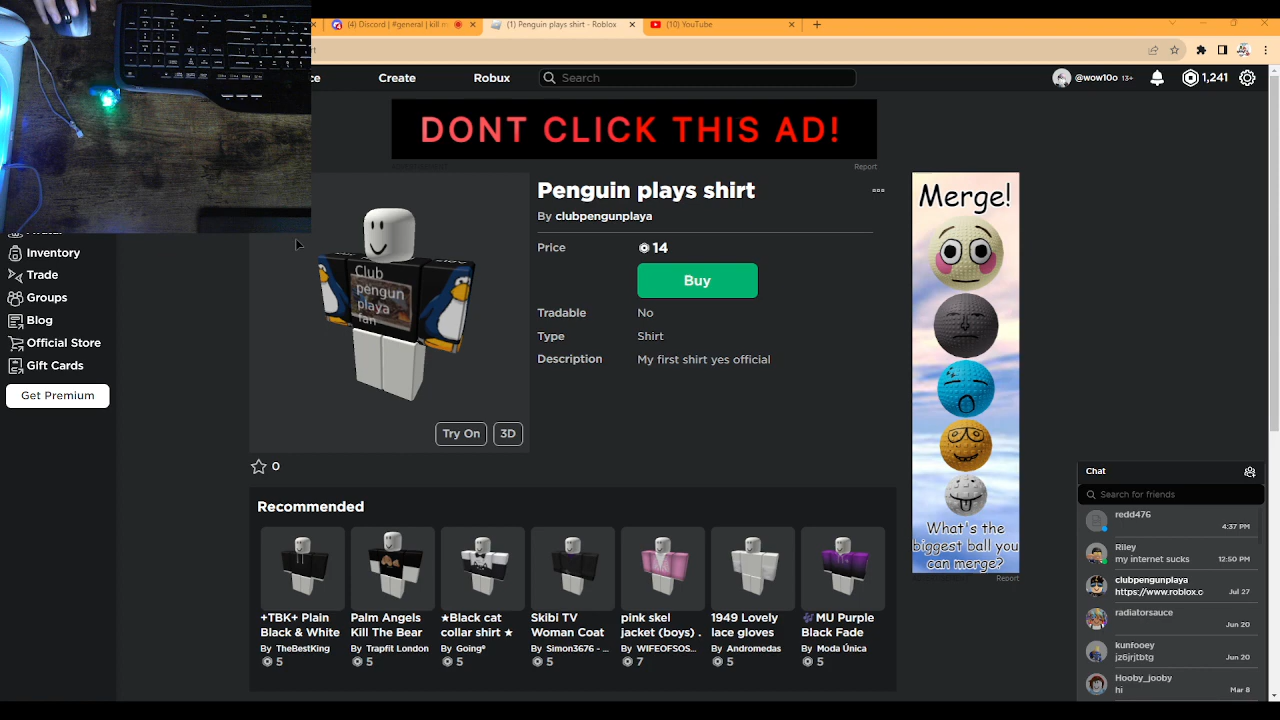 (4) Discord | #general | kill m
(1) Penguin plays shirt - Roblox
(10) YouTube
Create
Robux
Search
@wow10o 13+
1,241
DONT CLICK THIS AD!
Report
Penguin plays shirt
By clubpengunplaya
Price
14
Buy
Tradable
No
Type
Shirt
Description
My first shirt yes official
Club
pengun
playa
fan
Try On
3D
0
Inventory
Trade
Groups
Blog
Official Store
Gift Cards
Get Premium
Merge!
What's the
biggest ball you
can merge?
Report
Recommended
+TBK+ Plain
Black & White
By TheBestKing
5
Palm Angels
Kill The Bear
By Trapfit London
5
★Black cat
collar shirt ★
By Going°
5
Skibi TV
Woman Coat
By Simon3676 - ...
5
pink skel
jacket (boys) .
By WIFEOFSOS...
7
1949 Lovely
lace gloves
By Andromedas
5
MU Purple
Black Fade
By Moda Única
5
Chat
Search for friends
redd476
4:37 PM
Riley
my internet sucks
12:50 PM
clubpengunplaya
https://www.roblox.c
Jul 27
radiatorsauce
Jun 20
kunfooey
jz6jrjtbtg
Jun 20
Hooby_jooby
hi
Mar 8